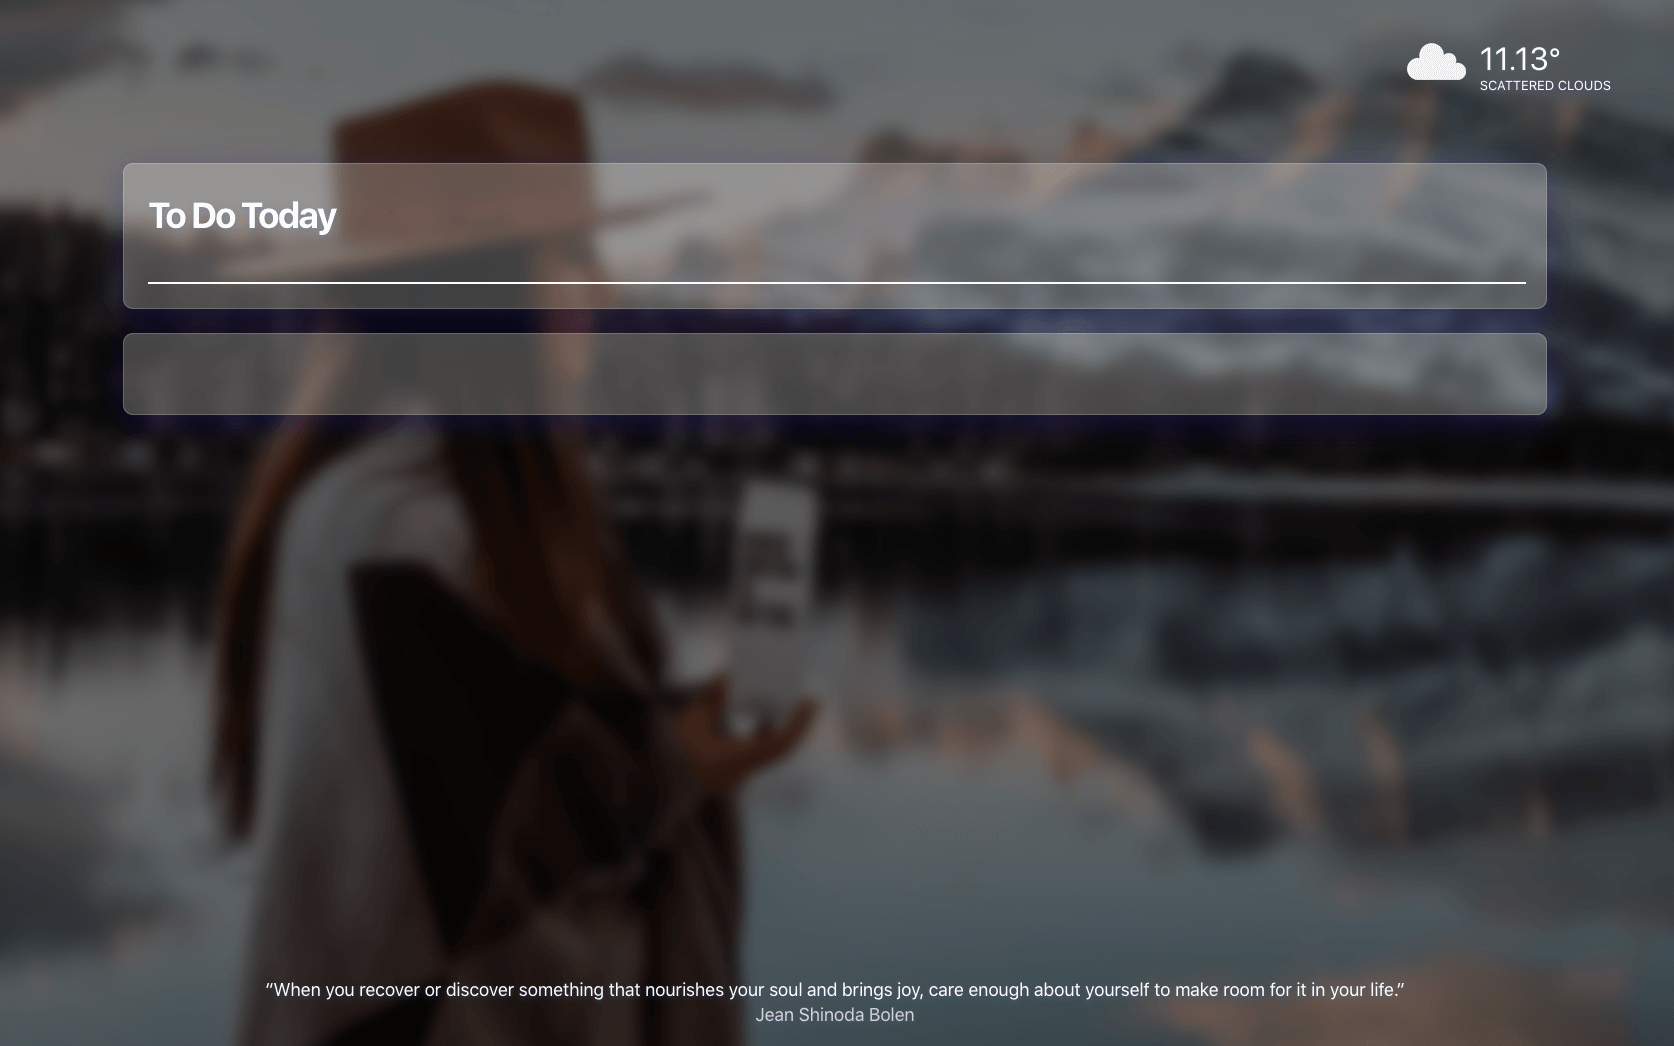 11.13°
SCATTERED CLOUDS
To Do Today
“When you recover or discover something that nourishes your soul and brings joy, care enough about yourself to make room for it in your life.”
Jean Shinoda Bolen